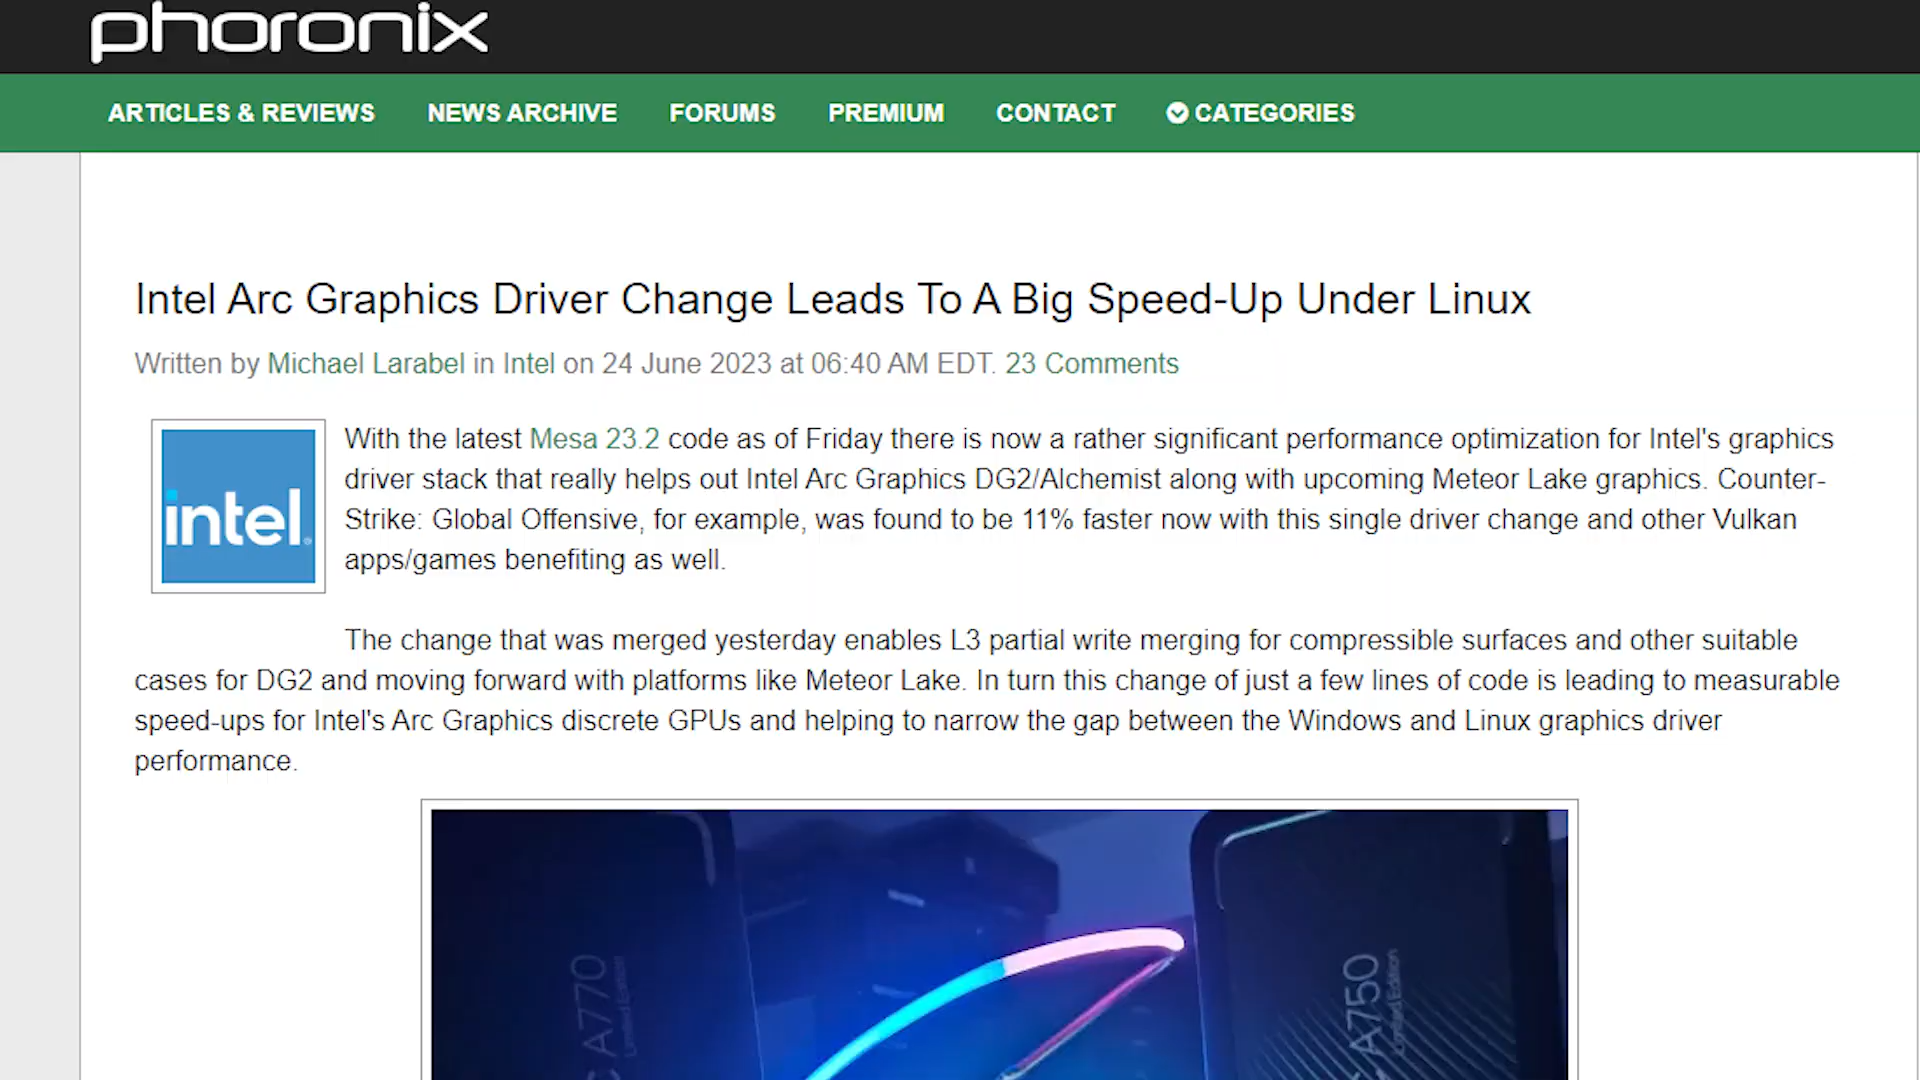 phoronix
ARTICLES & REVIEWS NEWS ARCHIVE FORUMS PREMIUM CONTACT CATEGORIES
Intel Arc Graphics Driver Change Leads To A Big Speed-Up Under Linux
Written by Michael Larabel in Intel on 24 June 2023 at 06:40 AM EDT. 23 Comments
intel.
With the latest Mesa 23.2 code as of Friday there is now a rather significant performance optimization for Intel's graphics
driver stack that really helps out Intel Arc Graphics DG2/Alchemist along with upcoming Meteor Lake graphics. Counter-
Strike: Global Offensive, for example, was found to be 11% faster now with this single driver change and other Vulkan
apps/games benefiting as well.
The change that was merged yesterday enables L3 partial write merging for compressible surfaces and other suitable
cases for DG2 and moving forward with platforms like Meteor Lake. In turn this change of just a few lines of code is leading to measurable
speed-ups for Intel's Arc Graphics discrete GPUs and helping to narrow the gap between the Windows and Linux graphics driver
performance.
A770
Limited Edition
A750
Limited Edition